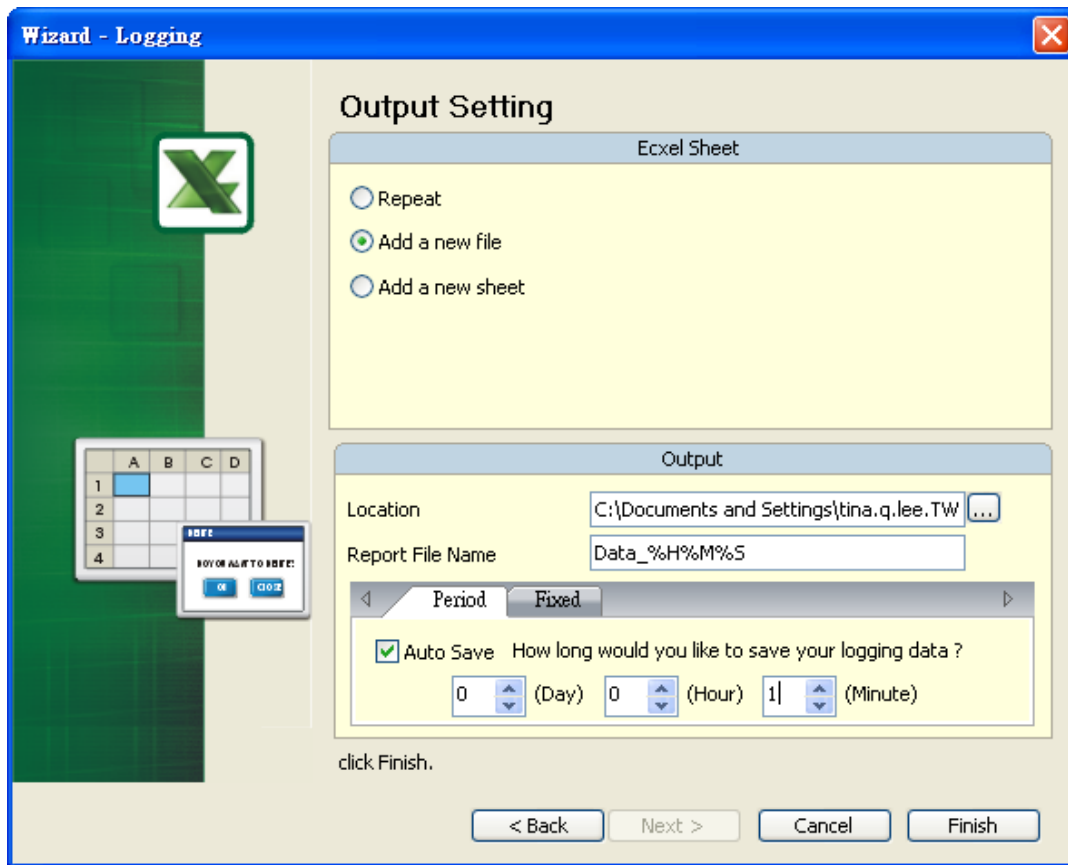 Wizard - Logging
Output Setting
Ecxel Sheet
Repeat
Add a new file
Add a new sheet
A B C D
1
2
3
4
OK CLOSE
Output
Location C:\Documents and Settings\tina.q.lee.TW ...
Report File Name Data_%H%M%S
Period Fixed
Auto Save How long would you like to save your logging data ?
0 (Day) 0 (Hour) 1 (Minute)
click Finish.
< Back Next > Cancel Finish